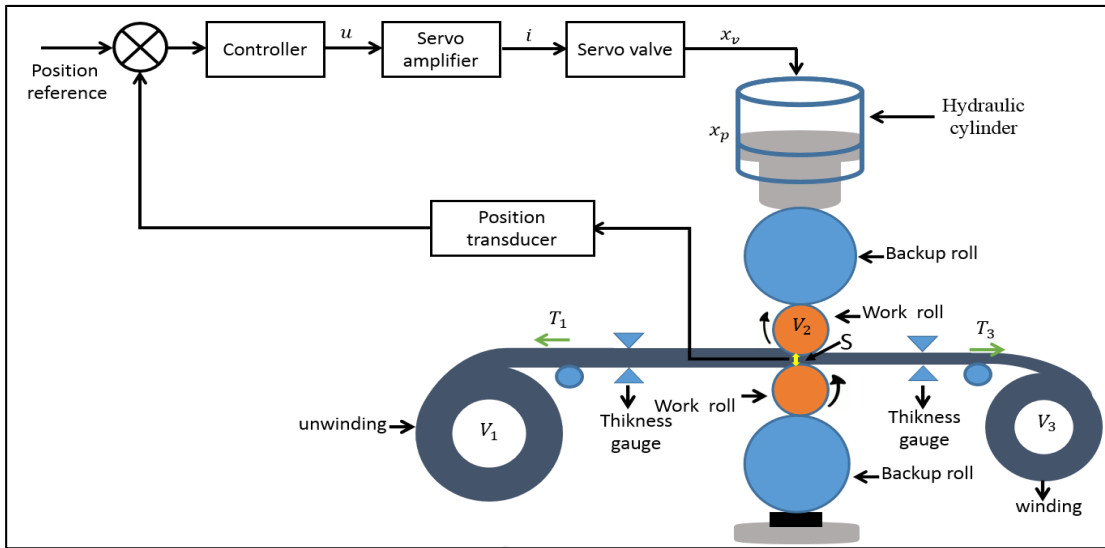 Position
reference
Controller
u
Servo
amplifier
i
Servo valve
x_v
x_p
Hydraulic
cylinder
Position
transducer
Backup roll
Work roll
V_2
T_1
T_3
S
unwinding
V_1
Thikness
gauge
Work roll
Thikness
gauge
V_3
Backup roll
winding